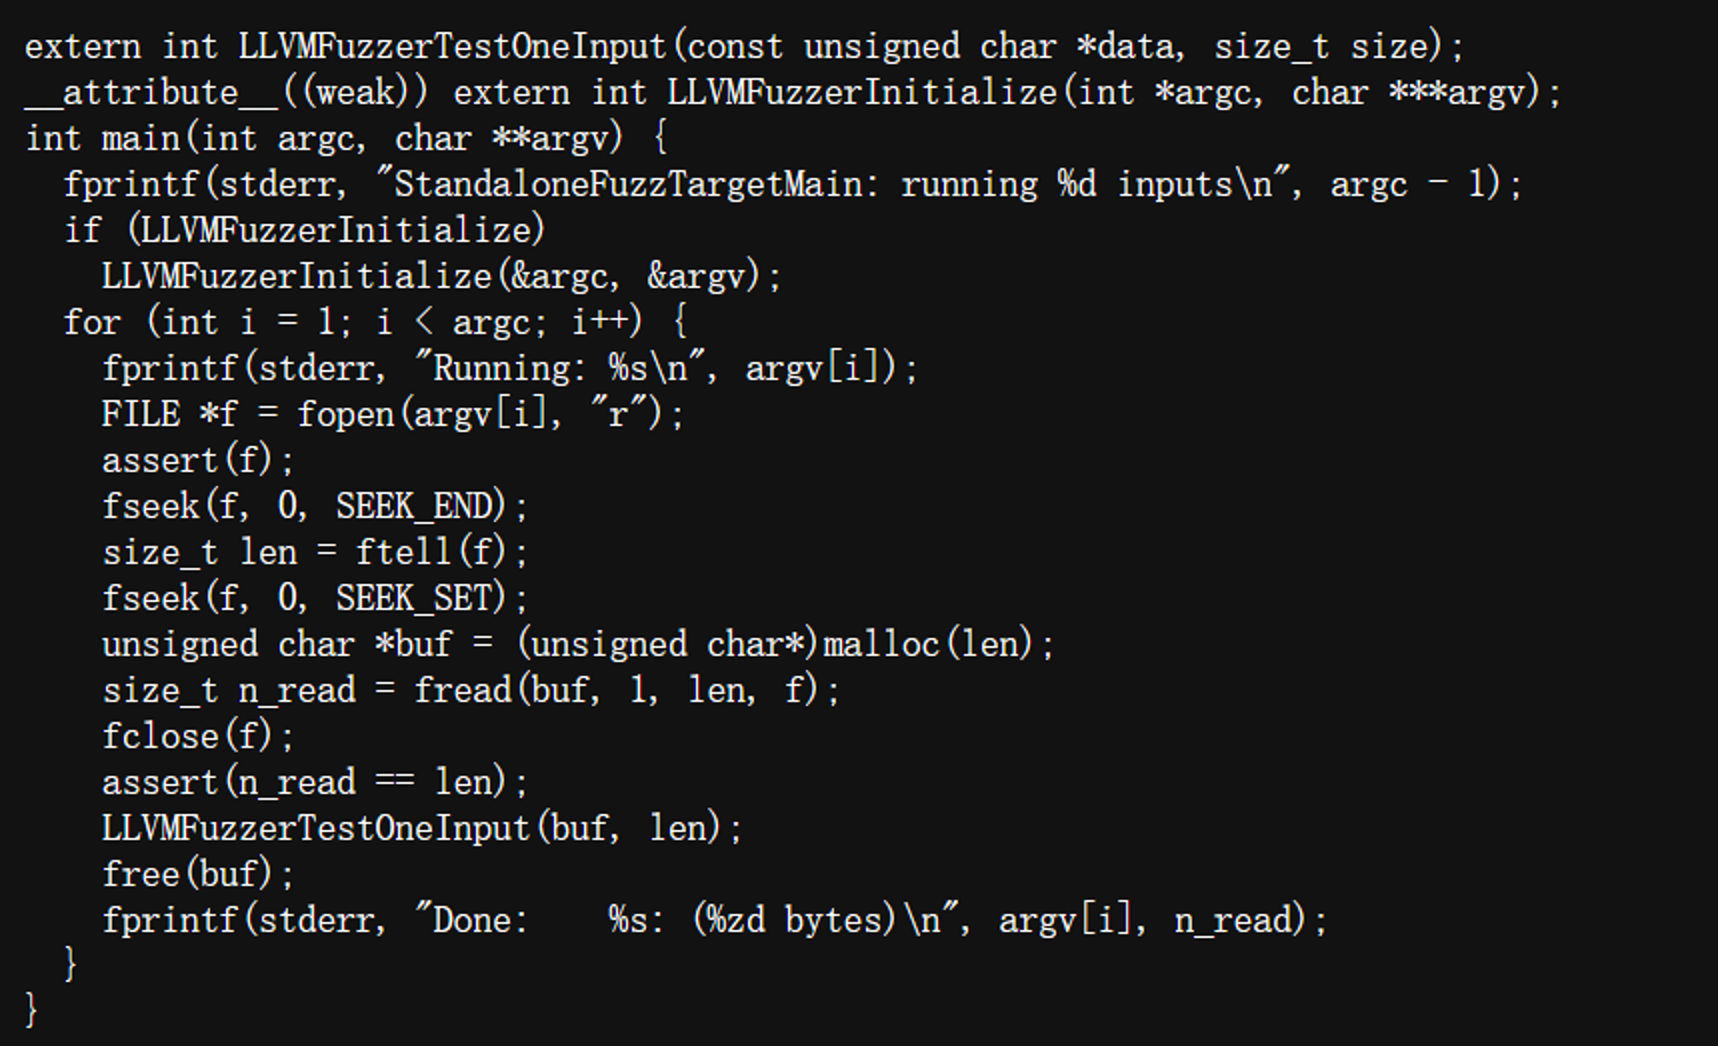 extern int LLVMFuzzerTestOneInput(const unsigned char *data, size_t size);
__attribute__((weak)) extern int LLVMFuzzerInitialize(int *argc, char ***argv);
int main(int argc, char **argv) {
  fprintf(stderr, "StandaloneFuzzTargetMain: running %d inputs\n", argc - 1);
  if (LLVMFuzzerInitialize)
    LLVMFuzzerInitialize(&argc, &argv);
  for (int i = 1; i < argc; i++) {
    fprintf(stderr, "Running: %s\n", argv[i]);
    FILE *f = fopen(argv[i], "r");
    assert(f);
    fseek(f, 0, SEEK_END);
    size_t len = ftell(f);
    fseek(f, 0, SEEK_SET);
    unsigned char *buf = (unsigned char*)malloc(len);
    size_t n_read = fread(buf, 1, len, f);
    fclose(f);
    assert(n_read == len);
    LLVMFuzzerTestOneInput(buf, len);
    free(buf);
    fprintf(stderr, "Done:    %s: (%zd bytes)\n", argv[i], n_read);
  }
}